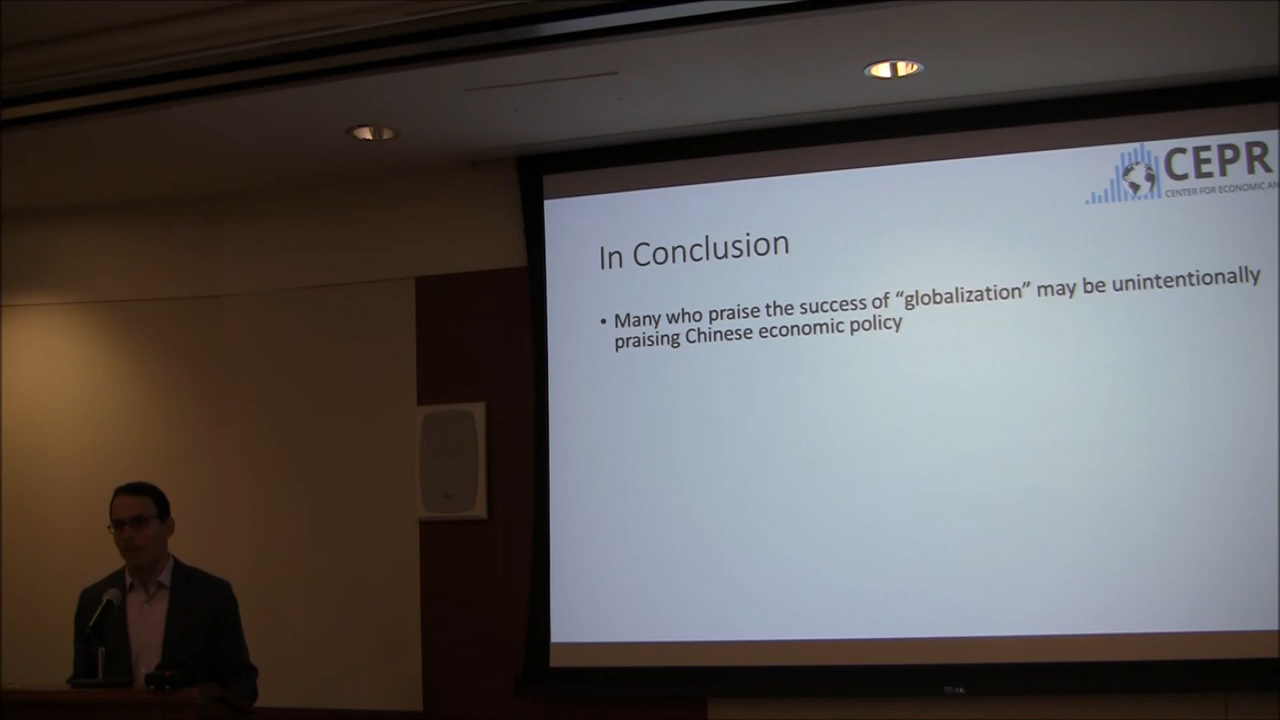 CEPR
CENTER FOR ECONOMIC AN
In Conclusion
• Many who praise the success of “globalization” may be unintentionally
praising Chinese economic policy